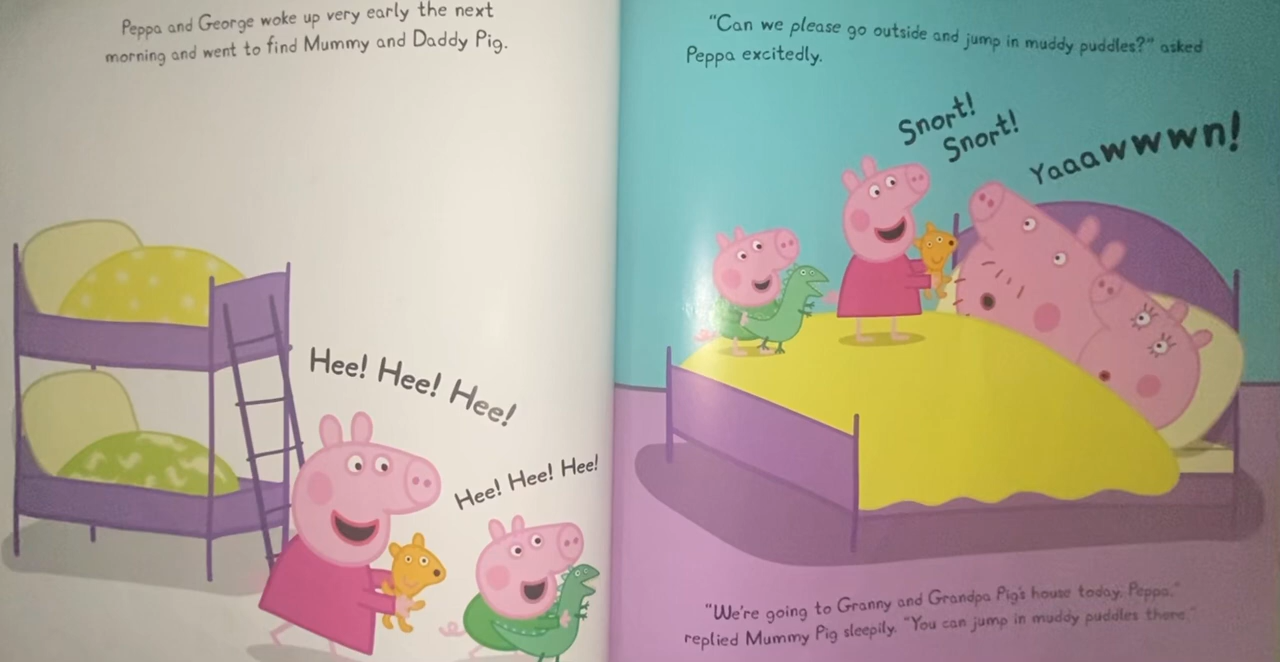 Peppa and George woke up very early the next
morning and went to find Mummy and Daddy Pig.
Hee! Hee! Hee!
Hee! Hee! Hee!
"Can we please go outside and jump in muddy puddles?" asked
Peppa excitedly.
Snort!
Snort!
Yaaawwwwn!
"We're going to Granny and Grandpa Pig's house today, Peppa,"
replied Mummy Pig sleepily. "You can jump in muddy puddles there."